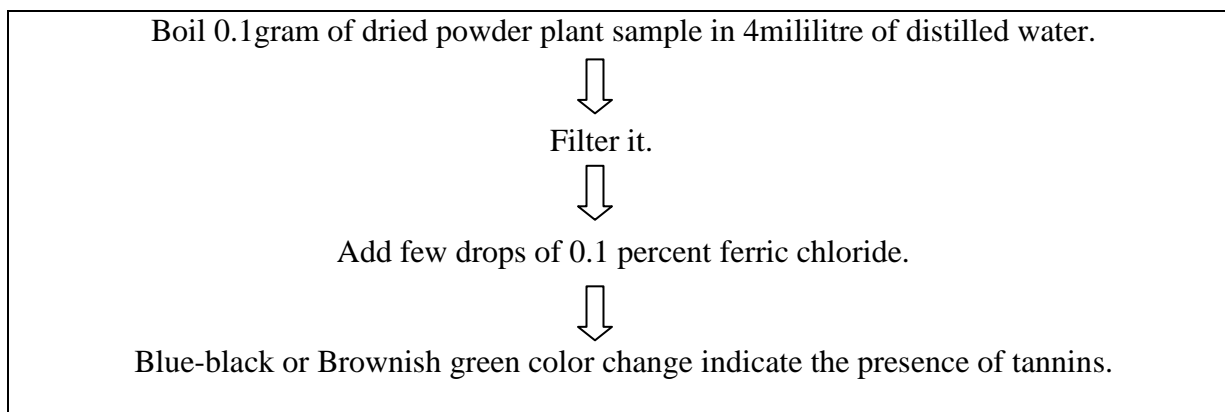 Boil 0.1gram of dried powder plant sample in 4mililitre of distilled water.
Filter it.
Add few drops of 0.1 percent ferric chloride.
Blue-black or Brownish green color change indicate the presence of tannins.